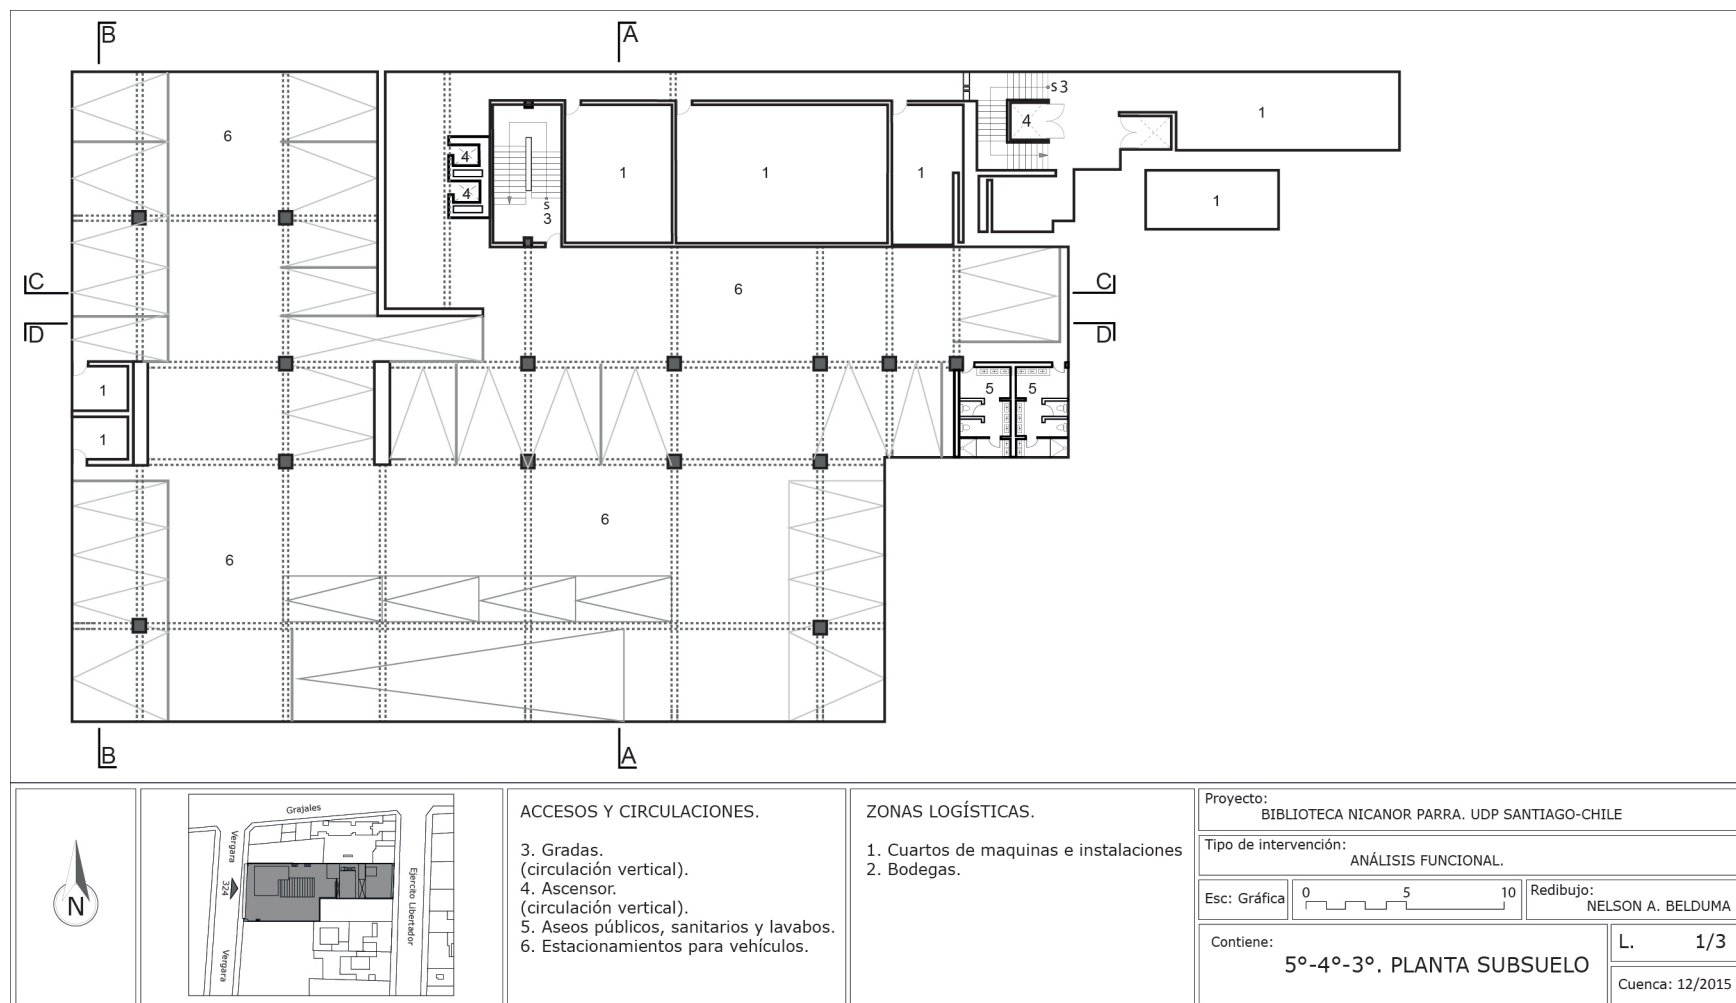 B
A
S 3
6
4
1
4
1
1
1
4
S
3
1
C
6
C
D
D
1
5
5
1
6
6
B
A
N
Grajales
Vergara
324
Ejercito Libertador
Vergara
ACCESOS Y CIRCULACIONES.
3. Gradas.
(circulación vertical).
4. Ascensor.
(circulación vertical).
5. Aseos públicos, sanitarios y lavabos.
6. Estacionamientos para vehículos.
ZONAS LOGÍSTICAS.
1. Cuartos de maquinas e instalaciones
2. Bodegas.
Proyecto:
BIBLIOTECA NICANOR PARRA. UDP SANTIAGO-CHILE
Tipo de intervención:
ANÁLISIS FUNCIONAL.
Esc: Gráfica
0 5 10
Redibujo:
NELSON A. BELDUMA
Contiene:
5°-4°-3°. PLANTA SUBSUELO
L. 1/3
Cuenca: 12/2015